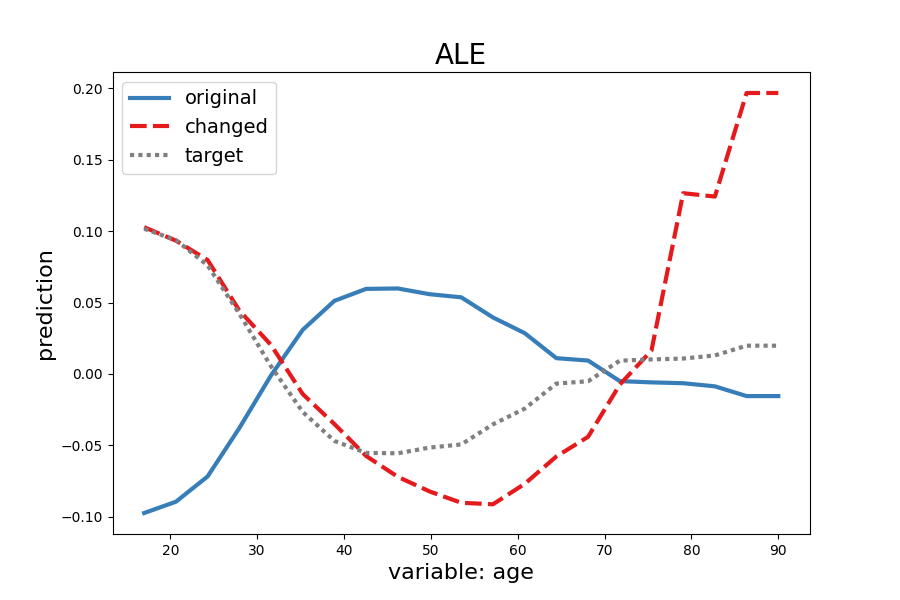 ALE
original
changed
target
0.20
0.15
0.10
0.05
0.00
−0.05
−0.10
prediction
20 30 40 50 60 70 80 90
variable: age